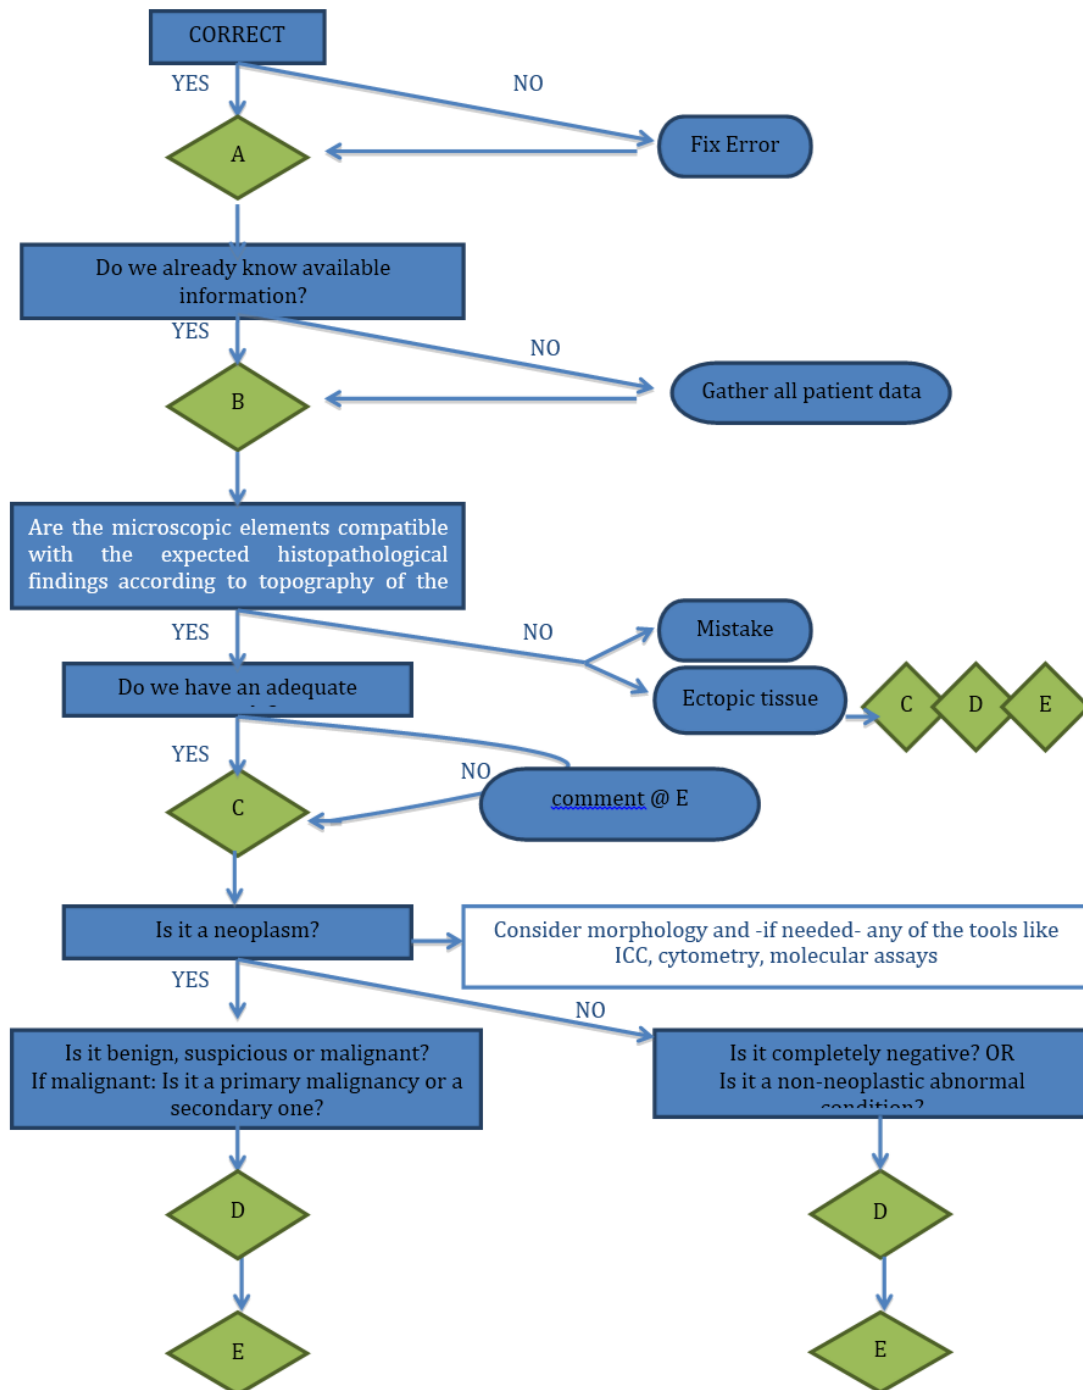 CORRECT
YES
NO
A
Fix Error
Do we already know available
information?
YES
NO
B
Gather all patient data
Are the microscopic elements compatible
with the expected histopathological
findings according to topography of the
YES
NO
Mistake
Do we have an adequate
Ectopic tissue
C
D
E
YES
NO
C
comment @ E
Is it a neoplasm?
Consider morphology and -if needed- any of the tools like
ICC, cytometry, molecular assays
YES
NO
Is it benign, suspicious or malignant?
If malignant: Is it a primary malignancy or a
secondary one?
Is it completely negative? OR
Is it a non-neoplastic abnormal
condition?
D
D
E
E